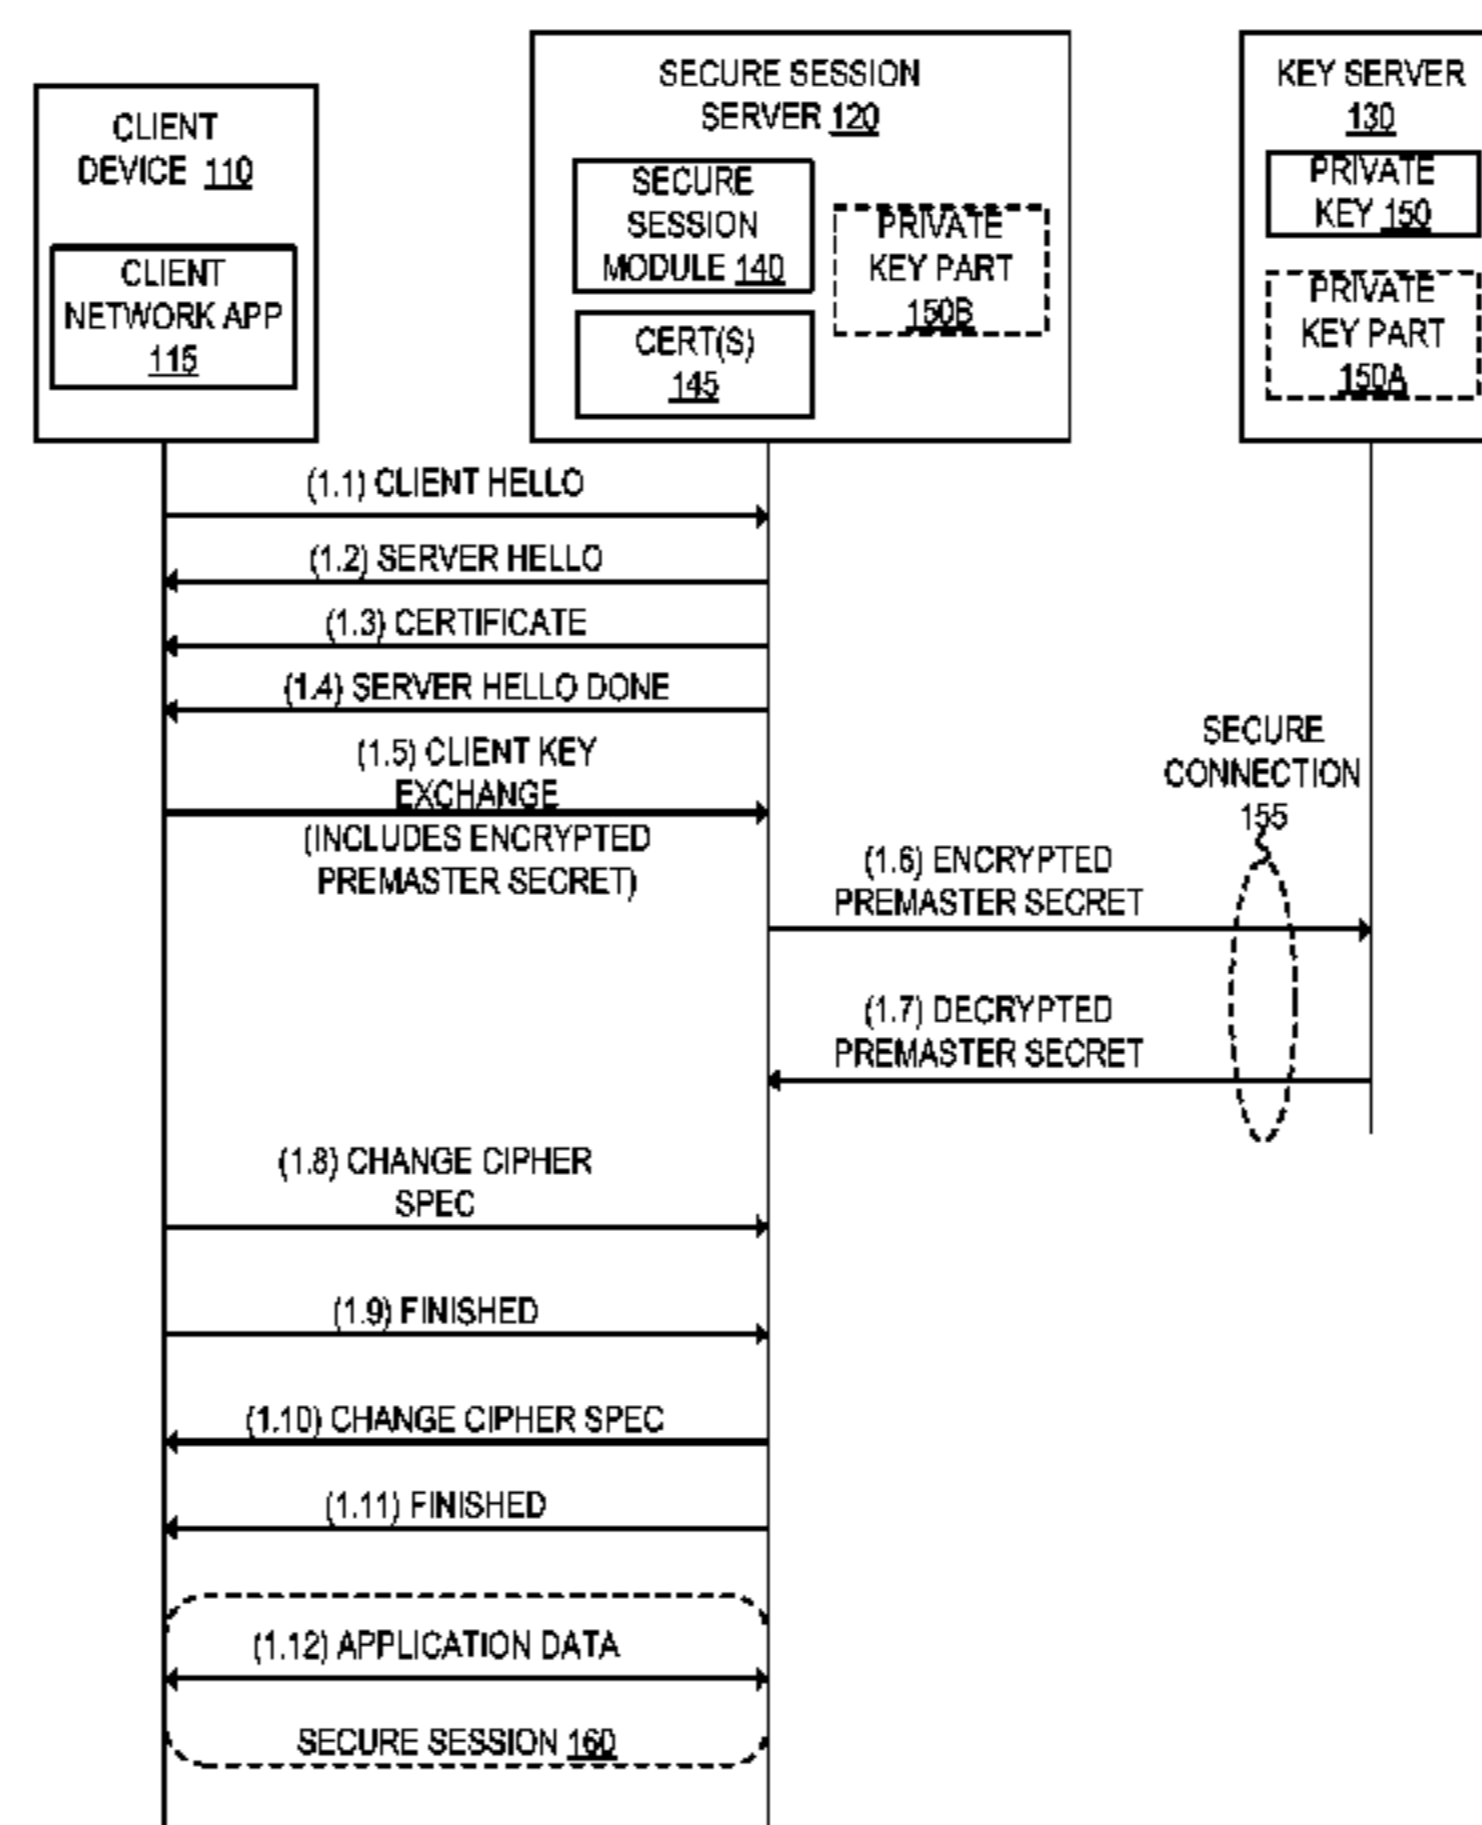 CLIENT
DEVICE 110
CLIENT
NETWORK APP
115
SECURE SESSION
SERVER 120
SECURE
SESSION
MODULE 140
CERT(S)
145
PRIVATE
KEY PART
150B
KEY SERVER
130
PRIVATE
KEY 150
PRIVATE
KEY PART
150A
(1.1) CLIENT HELLO
(1.2) SERVER HELLO
(1.3) CERTIFICATE
(1.4) SERVER HELLO DONE
(1.5) CLIENT KEY
EXCHANGE
(INCLUDES ENCRYPTED
PREMASTER SECRET)
SECURE
CONNECTION
155
(1.6) ENCRYPTED
PREMASTER SECRET
(1.7) DECRYPTED
PREMASTER SECRET
(1.8) CHANGE CIPHER
SPEC
(1.9) FINISHED
(1.10) CHANGE CIPHER SPEC
(1.11) FINISHED
(1.12) APPLICATION DATA
SECURE SESSION 160